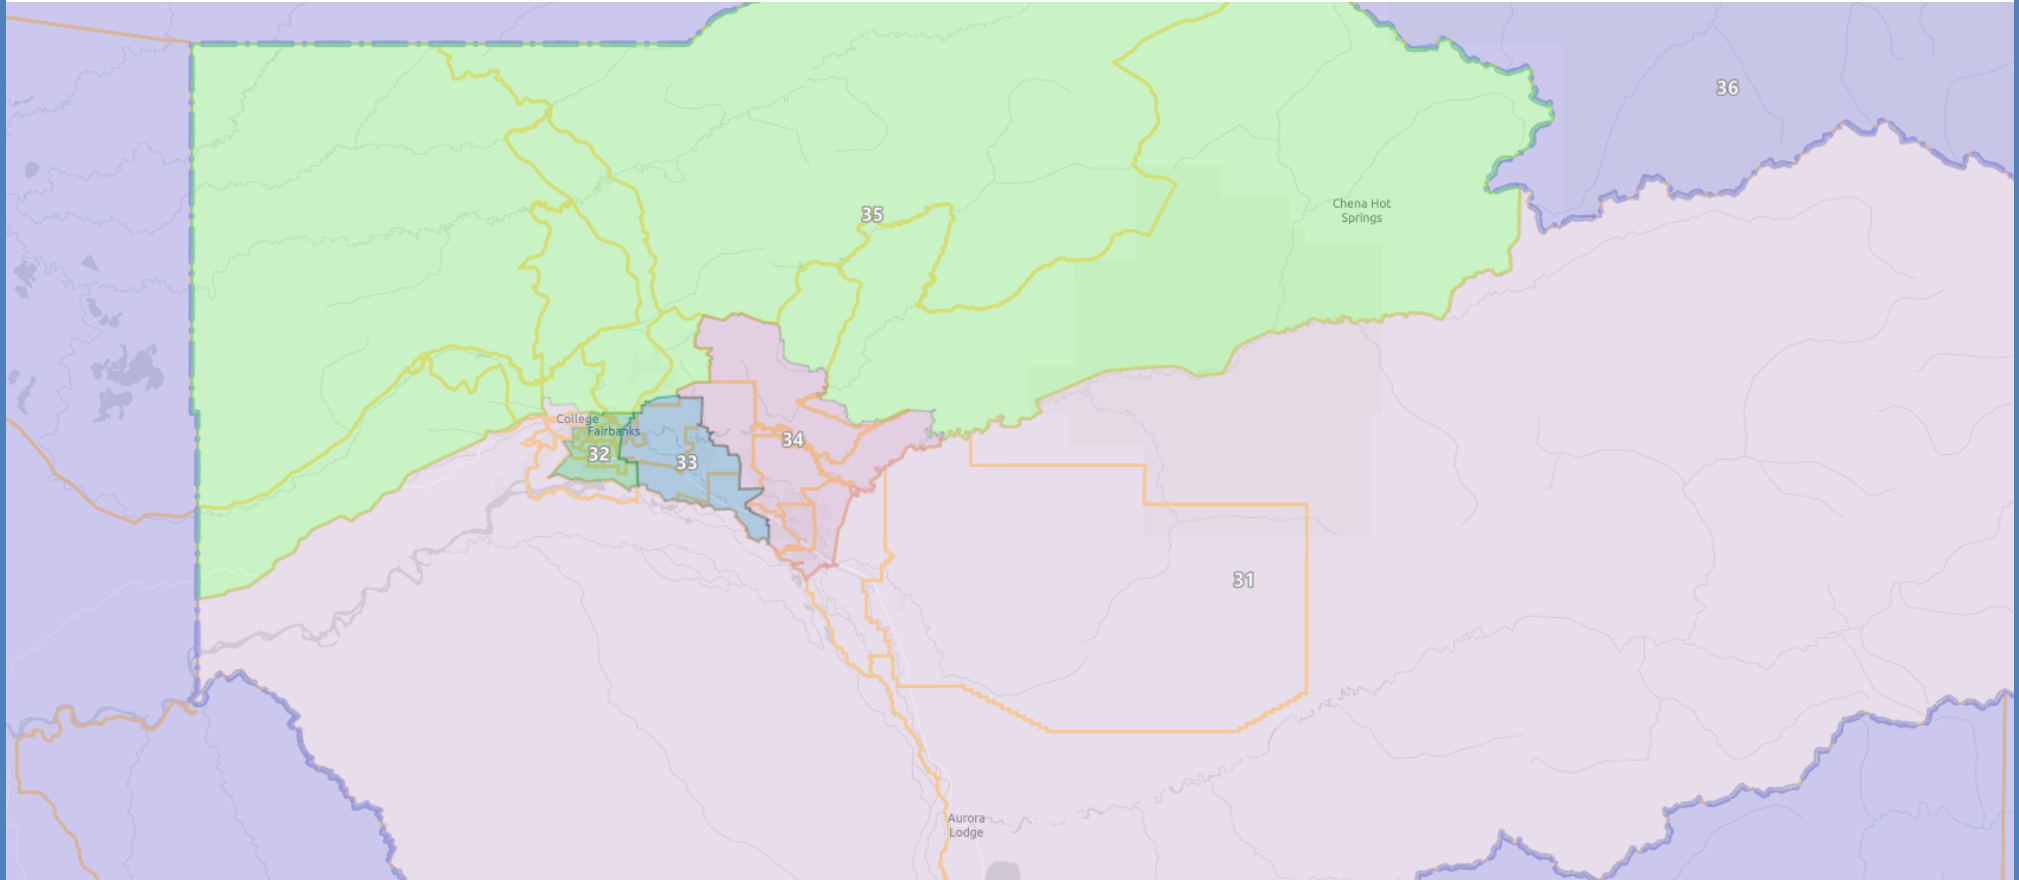 36
Chena Hot
Springs
35
College
Fairbanks
34
32
33
31
Aurora
Lodge